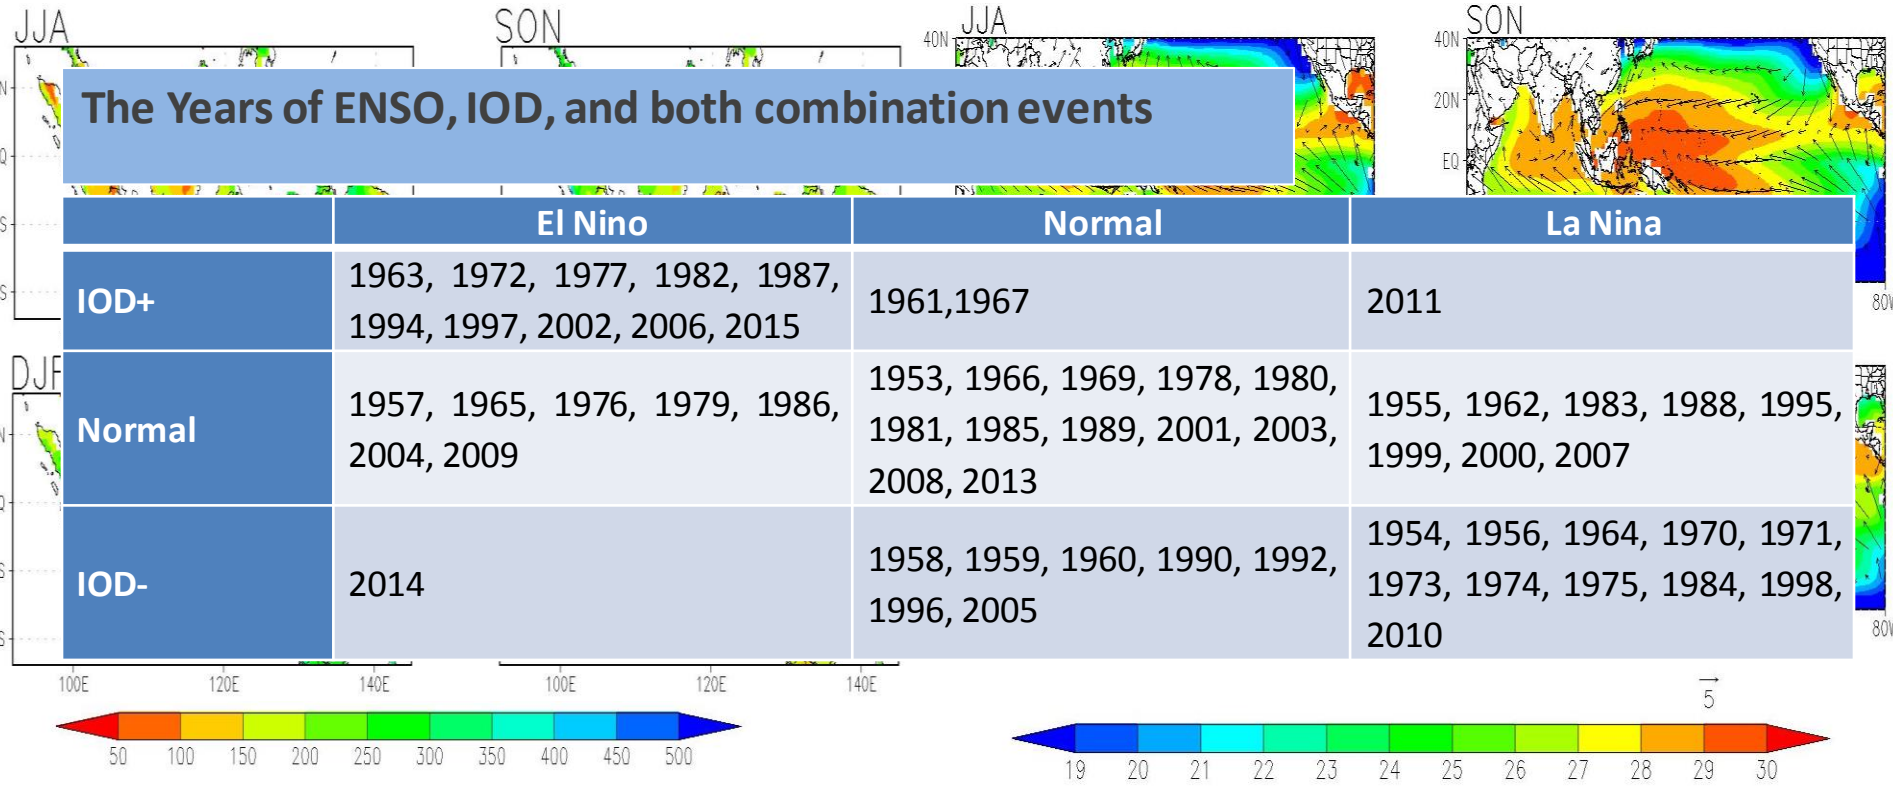 JJA
SON
JJA
SON
40N
40N
20N
EQ
The Years of ENSO, IOD, and both combination events
El Nino
Normal
La Nina
IOD+
1963, 1972, 1977, 1982, 1987,
1994, 1997, 2002, 2006, 2015
1961,1967
2011
Normal
1957, 1965, 1976, 1979, 1986,
2004, 2009
1953, 1966, 1969, 1978, 1980,
1981, 1985, 1989, 2001, 2003,
2008, 2013
1955, 1962, 1983, 1988, 1995,
1999, 2000, 2007
IOD-
2014
1958, 1959, 1960, 1990, 1992,
1996, 2005
1954, 1956, 1964, 1970, 1971,
1973, 1974, 1975, 1984, 1998,
2010
DJF
80W
80W
100E 120E 140E
100E 120E 140E
5
50 100 150 200 250 300 350 400 450 500
19 20 21 22 23 24 25 26 27 28 29 30